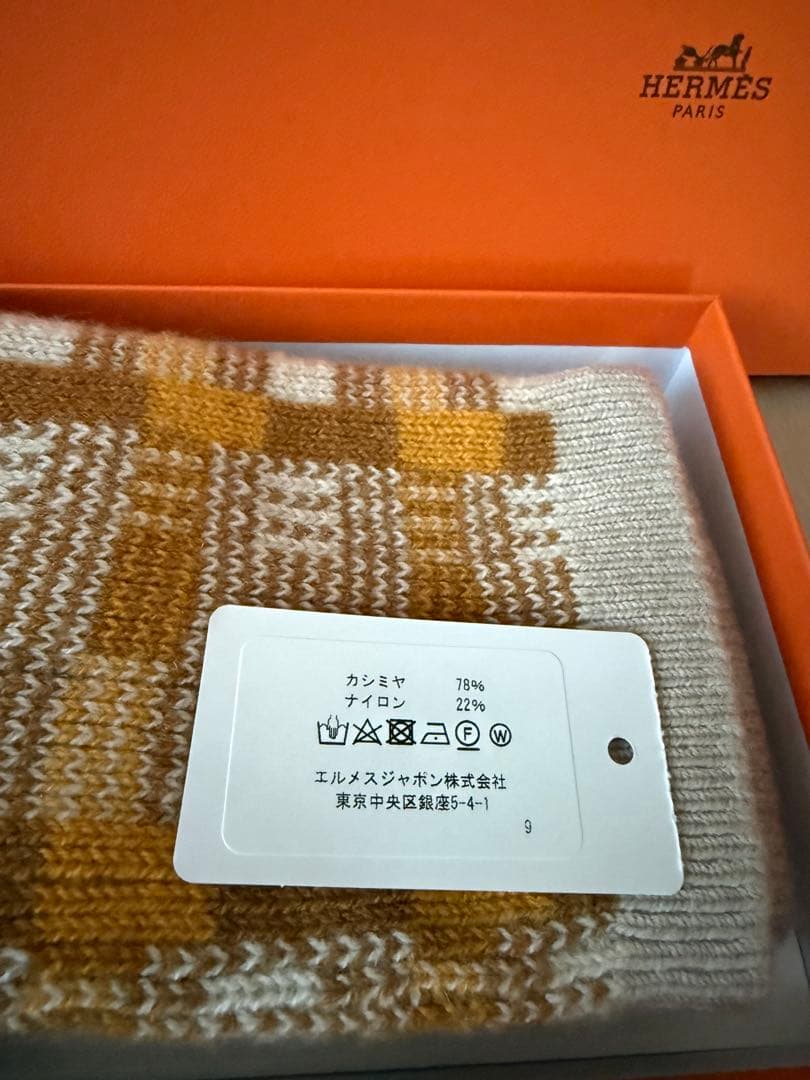 HERMÈS
PARIS
カシミヤ 78%
ナイロン 22%
F W
エルメスジャポン株式会社
東京中央区銀座5-4-1
9